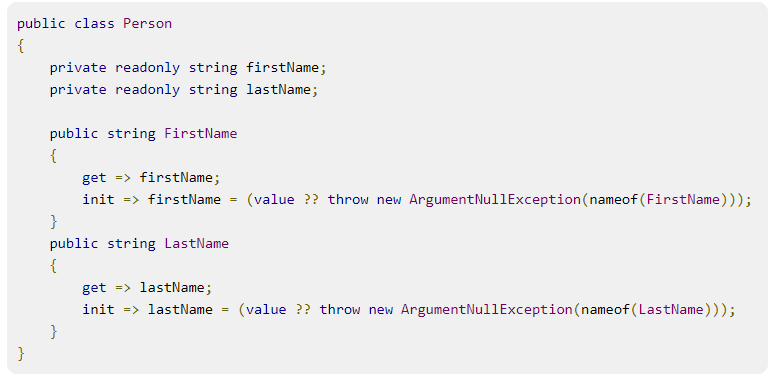 public class Person
{
    private readonly string firstName;
    private readonly string lastName;

    public string FirstName
    {
        get => firstName;
        init => firstName = (value ?? throw new ArgumentNullException(nameof(FirstName)));
    }
    public string LastName
    {
        get => lastName;
        init => lastName = (value ?? throw new ArgumentNullException(nameof(LastName)));
    }
}